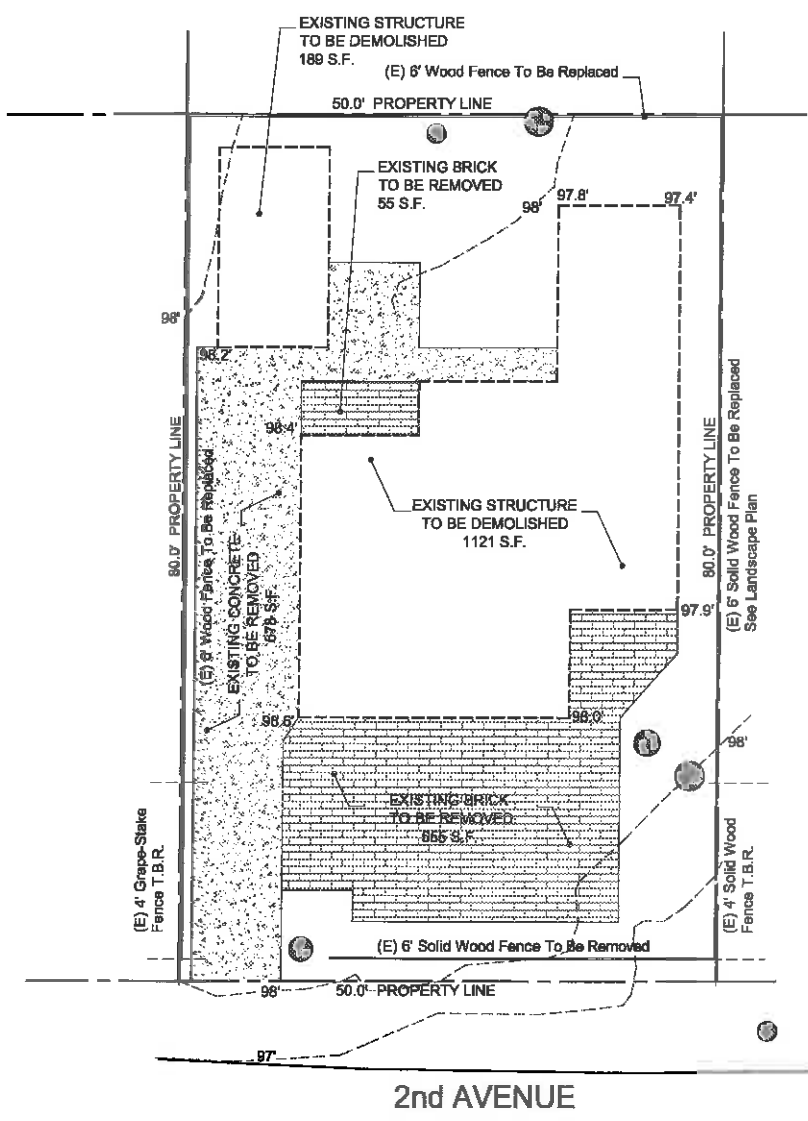 EXISTING STRUCTURE
TO BE DEMOLISHED
189 S.F.
(E) 6' Wood Fence To Be Replaced
50.0' PROPERTY LINE
EXISTING BRICK
TO BE REMOVED
55 S.F.
97.8'
97.4'
98'
98'
98.2'
98.4'
80.0' PROPERTY LINE
(E) 6' Wood Fence To Be Replaced
EXISTING CONCRETE
TO BE REMOVED
678 S.F.
EXISTING STRUCTURE
TO BE DEMOLISHED
1121 S.F.
80.0' PROPERTY LINE
(E) 6' Solid Wood Fence To Be Replaced
See Landscape Plan
97.9'
98.6'
98.0'
98'
EXISTING BRICK
TO BE REMOVED
655 S.F.
(E) 4' Grape-Stake
Fence T.B.R.
(E) 4' Solid Wood
Fence T.B.R.
(E) 6' Solid Wood Fence To Be Removed
98'
50.0' PROPERTY LINE
97'
2nd AVENUE